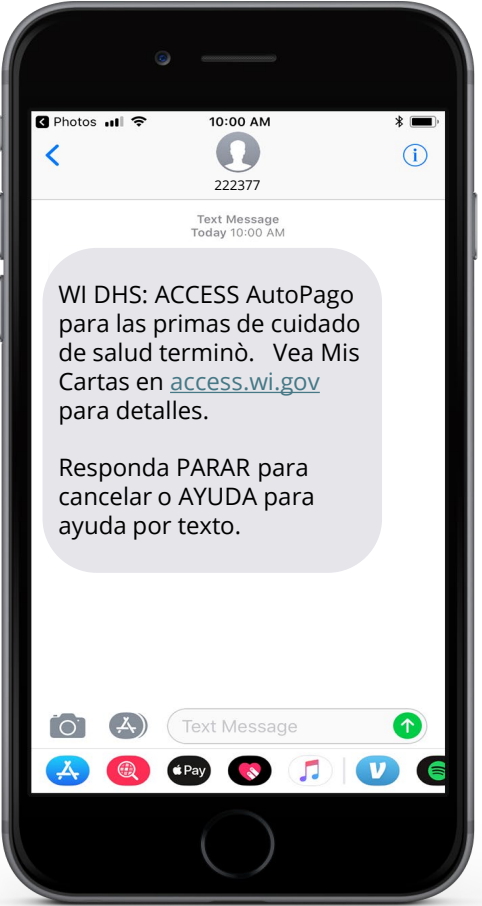 Photos 10:00 AM
222377
Text Message
Today 10:00 AM
WI DHS: ACCESS AutoPago
para las primas de cuidado
de salud terminò. Vea Mis
Cartas en access.wi.gov
para detalles.
Responda PARAR para
cancelar o AYUDA para
ayuda por texto.
Text Message
Pay